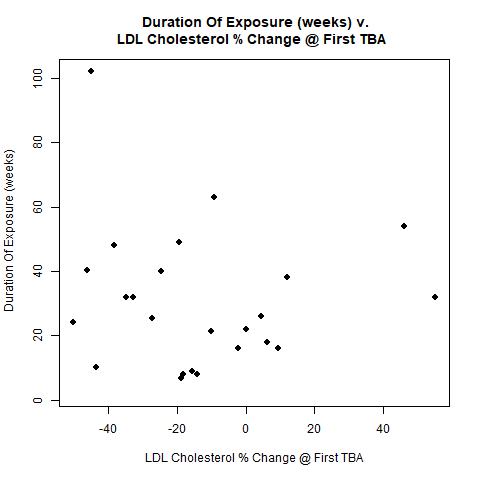 Duration Of Exposure (weeks) v.
LDL Cholesterol % Change @ First TBA
Duration Of Exposure (weeks)
100
80
60
40
20
0
-40 -20 0 20 40
LDL Cholesterol % Change @ First TBA